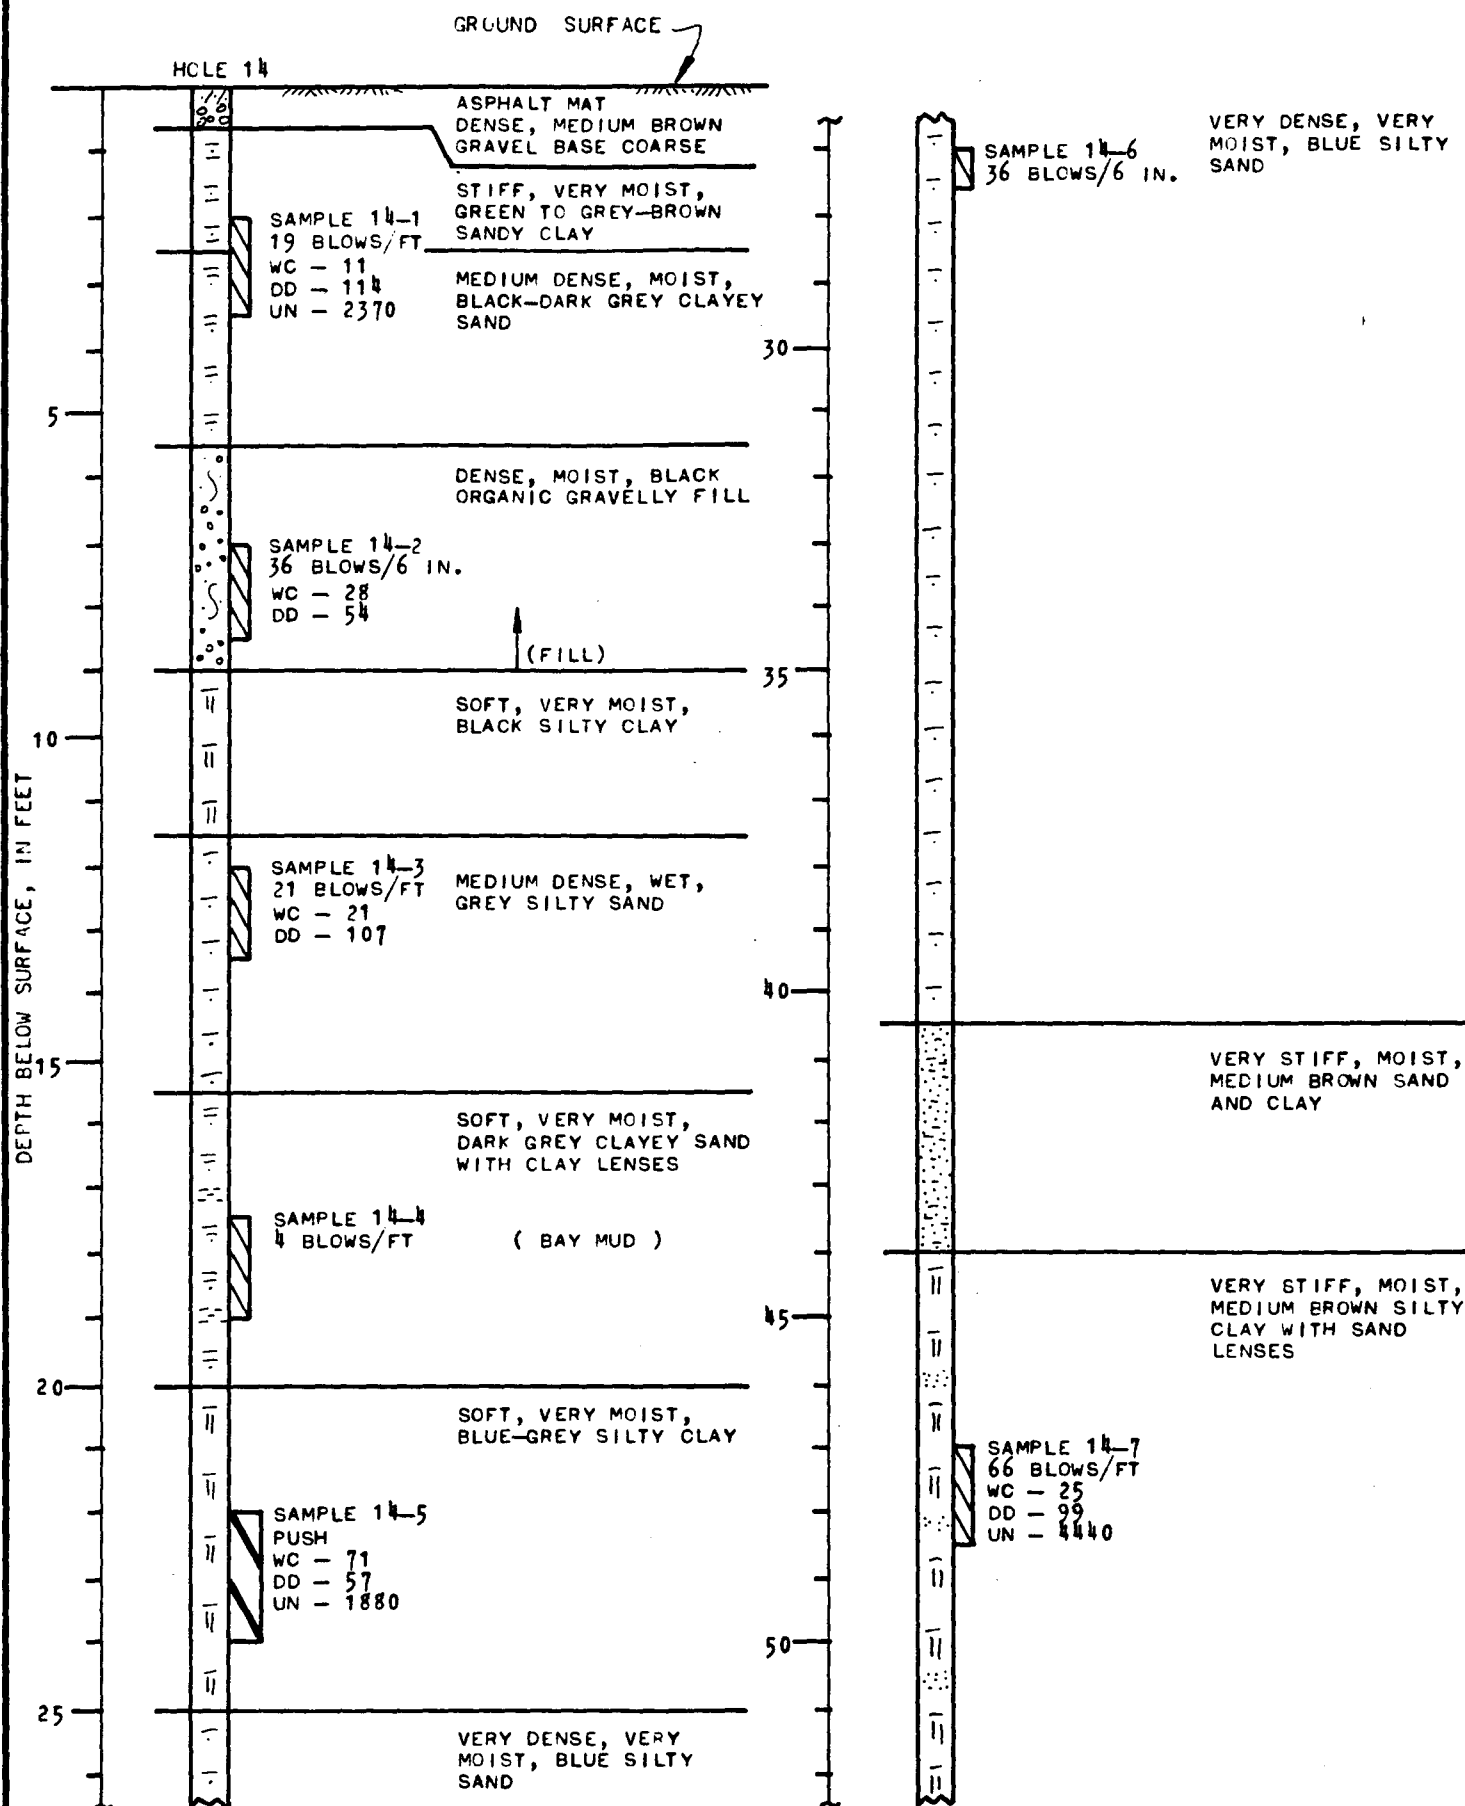 GROUND SURFACE
HOLE 14
ASPHALT MAT
DENSE, MEDIUM BROWN
GRAVEL BASE COARSE
STIFF, VERY MOIST,
GREEN TO GREY-BROWN
SANDY CLAY
SAMPLE 14-1
19 BLOWS/FT
WC - 11
DD - 114
UN - 2370
MEDIUM DENSE, MOIST,
BLACK-DARK GREY CLAYEY
SAND
5
DENSE, MOIST, BLACK
ORGANIC GRAVELLY FILL
SAMPLE 14-2
36 BLOWS/6 IN.
WC - 28
DD - 54
(FILL)
SOFT, VERY MOIST,
BLACK SILTY CLAY
10
DEPTH BELOW SURFACE, IN FEET
SAMPLE 14-3
21 BLOWS/FT
WC - 21
DD - 107
MEDIUM DENSE, WET,
GREY SILTY SAND
15
SOFT, VERY MOIST,
DARK GREY CLAYEY SAND
WITH CLAY LENSES
SAMPLE 14-4
4 BLOWS/FT
( BAY MUD )
20
SOFT, VERY MOIST,
BLUE-GREY SILTY CLAY
SAMPLE 14-5
PUSH
WC - 71
DD - 57
UN - 1880
25
VERY DENSE, VERY
MOIST, BLUE SILTY
SAND
SAMPLE 14-6
36 BLOWS/6 IN.
VERY DENSE, VERY
MOIST, BLUE SILTY
SAND
30
35
40
VERY STIFF, MOIST,
MEDIUM BROWN SAND
AND CLAY
VERY STIFF, MOIST,
MEDIUM BROWN SILTY
CLAY WITH SAND
LENSES
45
SAMPLE 14-7
66 BLOWS/FT
WC - 25
DD - 99
UN - 4440
50